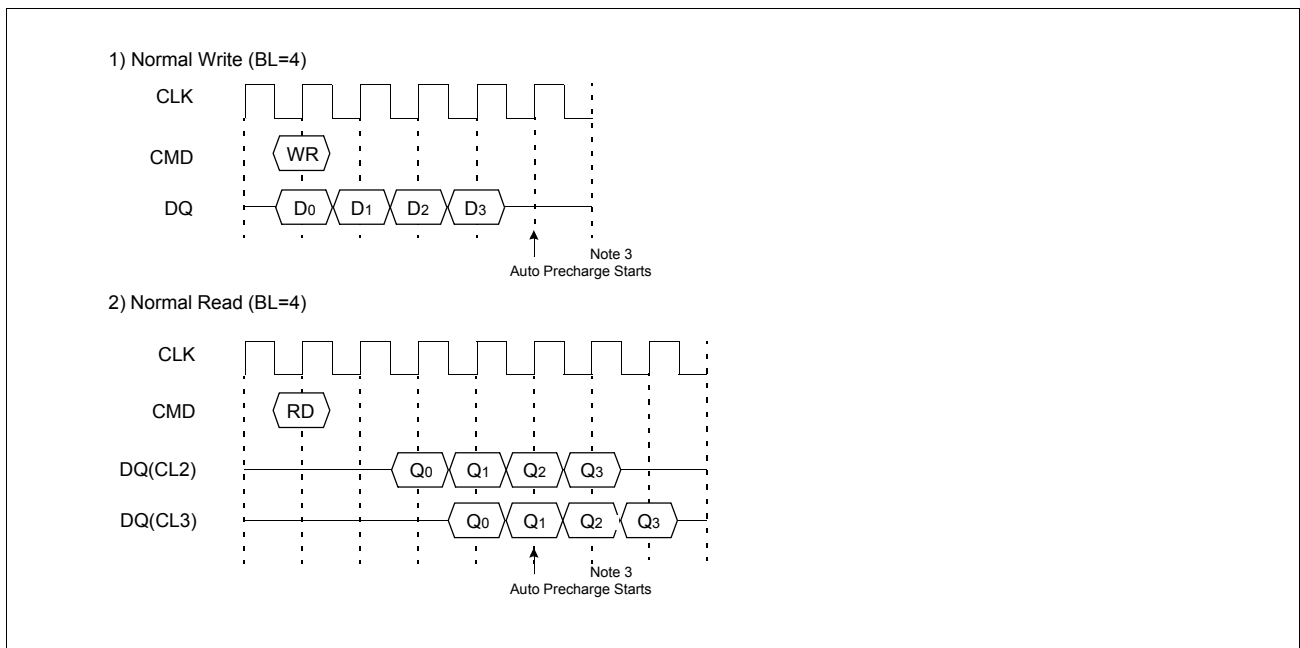 1) Normal Write (BL=4)
CLK
CMD WR
DQ D0 D1 D2 D3
Note 3
Auto Precharge Starts
2) Normal Read (BL=4)
CLK
CMD RD
DQ(CL2) Q0 Q1 Q2 Q3
DQ(CL3) Q0 Q1 Q2 Q3
Note 3
Auto Precharge Starts